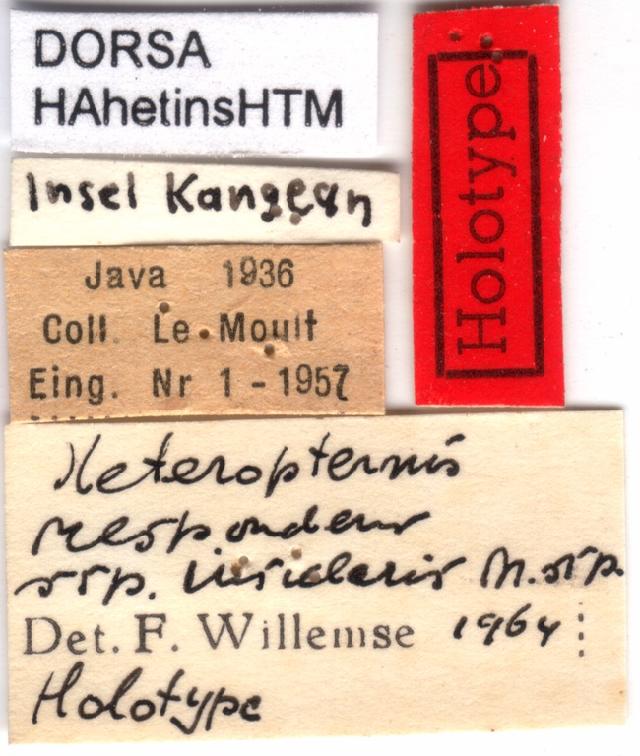 DORSA
HAhetinsHTM
Holotype
Insel Kangean
Java 1936
Coll. Le Moult
Eing. Nr 1 - 1957
Heteropternis
respondens
ssp. insularis n. ssp.
Det. F. Willemse 1964
Holotype